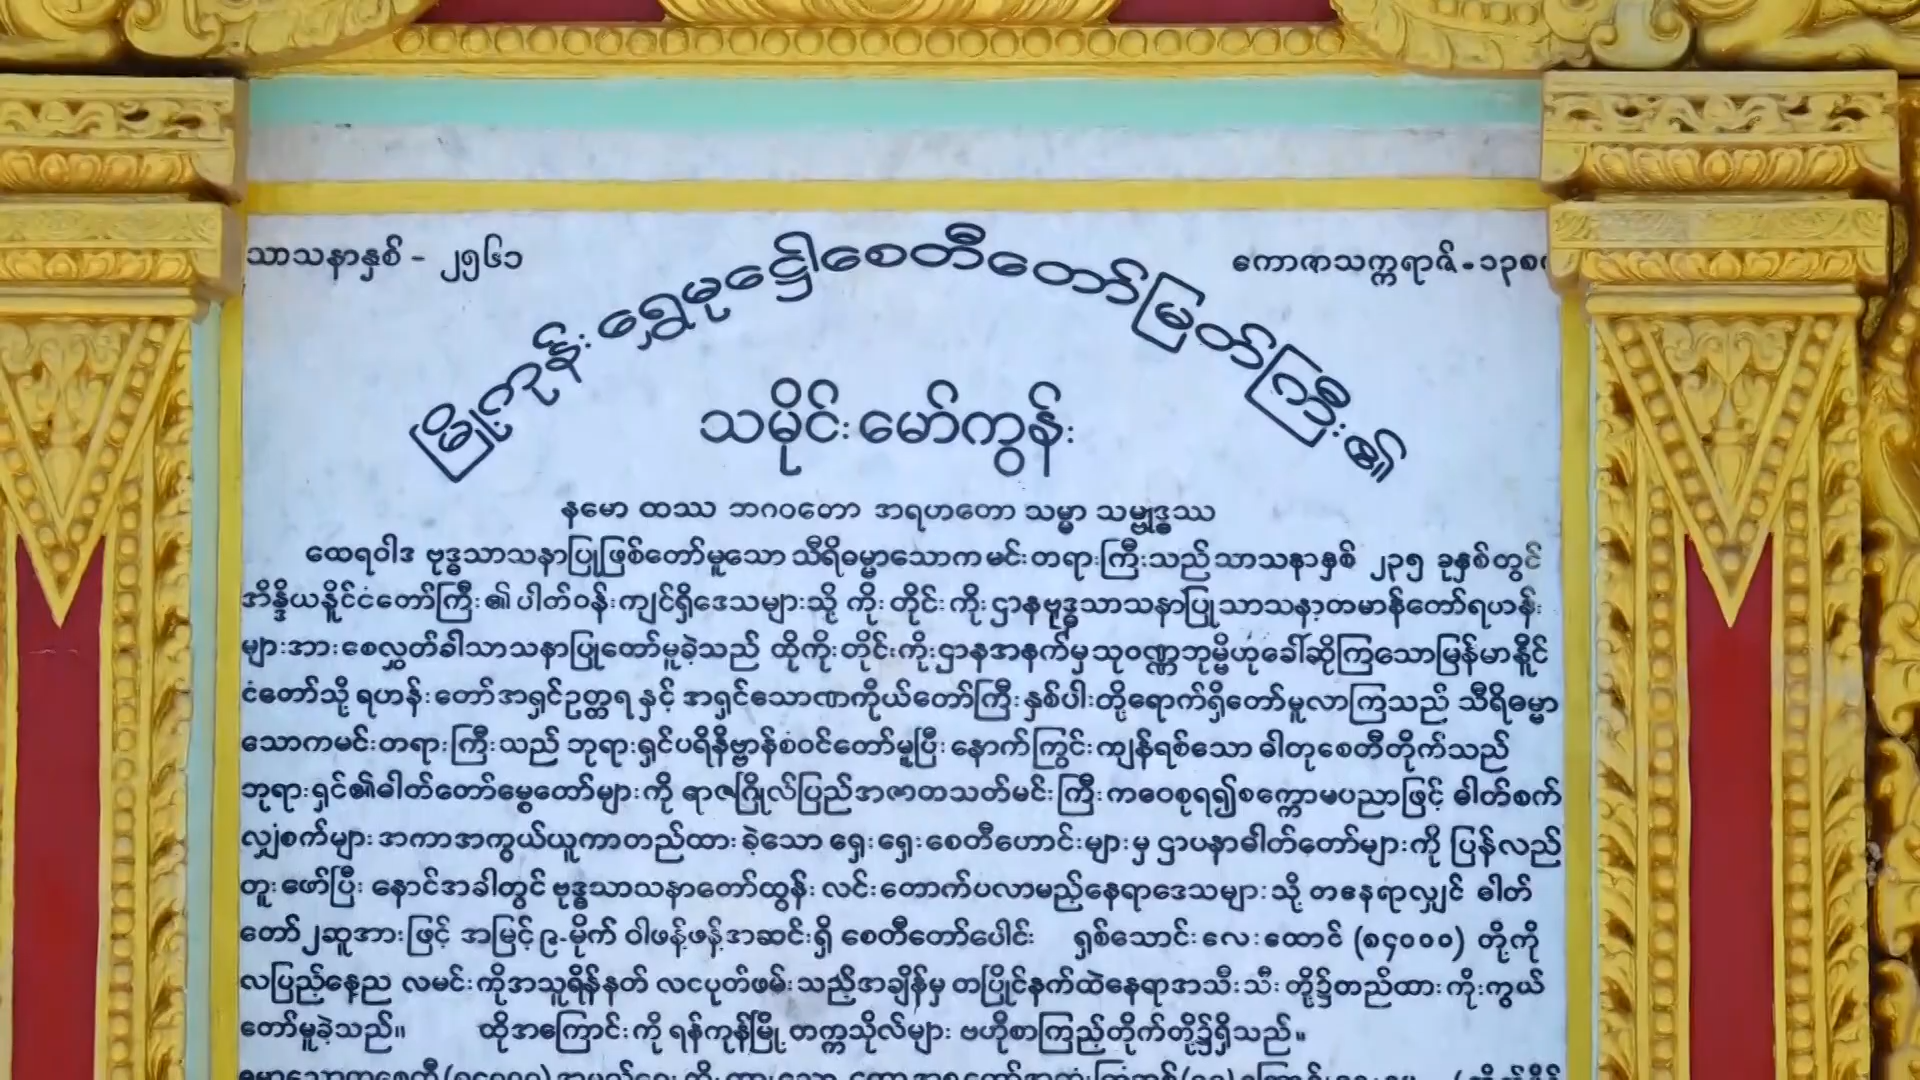 သာသနာနှစ် - ၂၅၆၁
ကောဇာသက္ကရာဇ် - ၁၃၈
မြို့ကုန်းရွှေမုဋ္ဌောစေတီတော်မြတ်ကြီး၏
သမိုင်းမော်ကွန်း
နမော ထဿ ဘဂဝတော အရဟတော သမ္မာ သမ္ဗုဒ္ဓဿ
ထေရဝါဒ ဗုဒ္ဓသာသနာပြုဖြစ်တော်မူသော သီရိဓမ္မာသောက မင်းတရားကြီးသည် သာသနာနှစ် ၂၃၅ ခုနှစ်တွင်
အိန္ဒိယနိူင်ငံတော်ကြီး၏ ပါတ်ဝန်းကျင်ရှိဒေသများသို့ ကိုးတိုင်းကိုးဌာနဗုဒ္ဓသာသနာပြု သာသနာ့တမာန်တော်ရဟန်း
များအားစေလွှတ်ခါသာသနာပြုတော်မူခဲ့သည် ထိုကိုးတိုင်းကိုးဌာနအနက်မှ သုဝဏ္ဏဘုမ္မိဟုခေါ်ဆိုကြသောမြန်မာနိူင်
ငံတော်သို့ ရဟန်းတော်အရှင်ဥတ္တရ နှင့် အရှင်သောဏကိုယ်တော်ကြီးနှစ်ပါးတို့ရောက်ရှိတော်မူလာကြသည် သီရိဓမ္မာ
သောကမင်းတရားကြီးသည် ဘုရားရှင်ပရိနိဗ္ဗာန်စံဝင်တော်မူပြီး နောက်ကြွင်းကျန်ရစ်သော ဓါတုစေတီတိုက်သည်
ဘုရားရှင်၏ဓါတ်တော်မွေတော်များကို ရာဇဂြိုလ်ပြည်အဇာတသတ်မင်းကြီးကဝေစုရ၍စက္ကောမပညာဖြင့် ဓါတ်စက်
လျှံစက်များအကာအကွယ်ယူကာတည်ထားခဲ့သော ရှေးရှေးစေတီဟောင်းများမှ ဌာပနာဓါတ်တော်များကို ပြန်လည်
တူးဖော်ပြီး နောင်အခါတွင် ဗုဒ္ဓသာသနာတော်ထွန်းလင်းတောက်ပလာမည့်နေရာဒေသများသို့ တနေရာလျှင် ဓါတ်
တော်၂ဆူအားဖြင့် အမြင့်၉-မိုက် ဝါဖန့်ဖန့်အဆင်းရှိ စေတီတော်ပေါင်း ရှစ်သောင်းလေးထောင် (၈၄၀၀၀) တို့ကို
လပြည့်နေ့ည လမင်းကိုအသူရိန်နတ် လငပုတ်ဖမ်းသည့်အချိန်မှ တပြိုင်နက်ထဲနေရာအသီးသီးတို့၌တည်ထားကိုးကွယ်
တော်မူခဲ့သည်။ ထိုအကြောင်းကို ရန်ကုန်မြို့ တက္ကသိုလ်များ ဗဟိုစာကြည့်တိုက်တို့၌ရှိသည်။